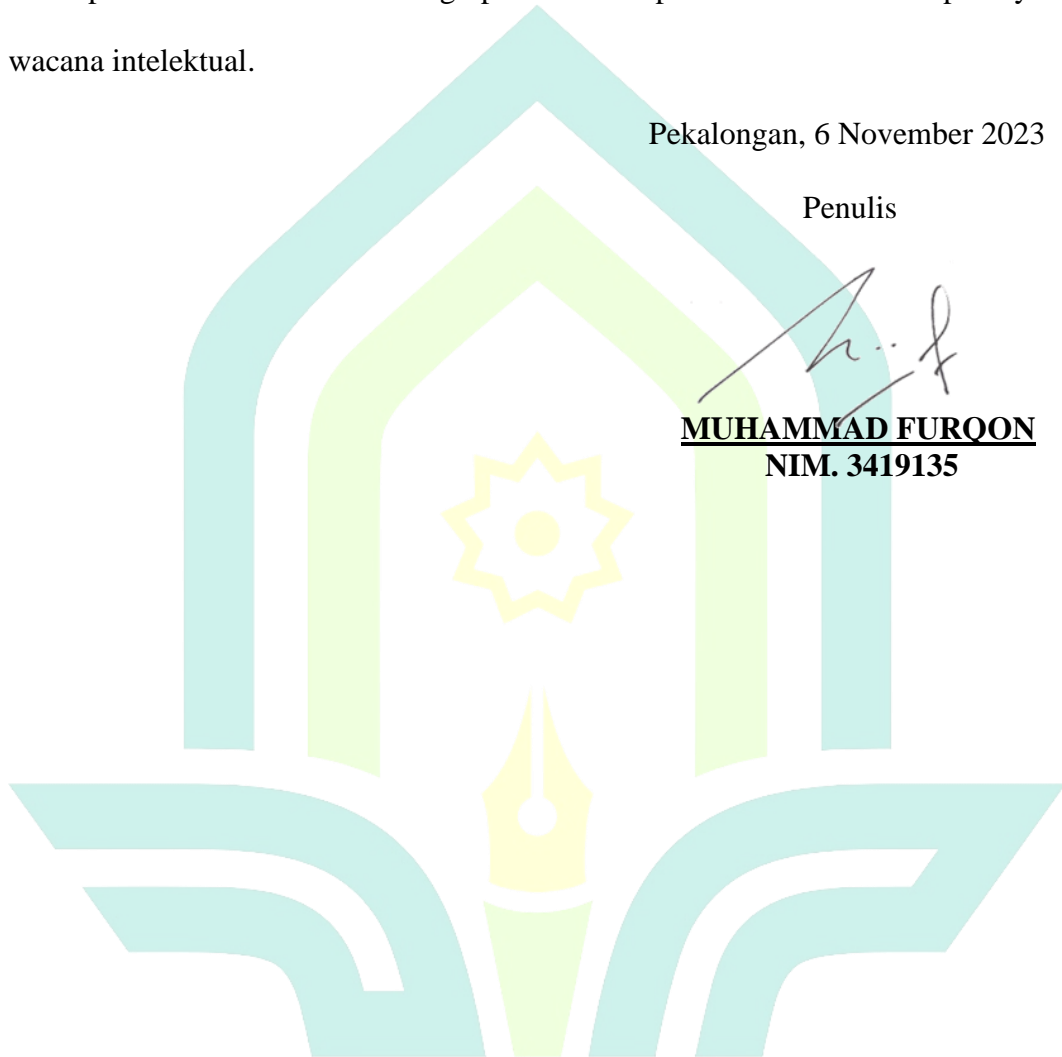 wacana intelektual.
Pekalongan, 6 November 2023
Penulis
MUHAMMAD FURQON
NIM. 3419135